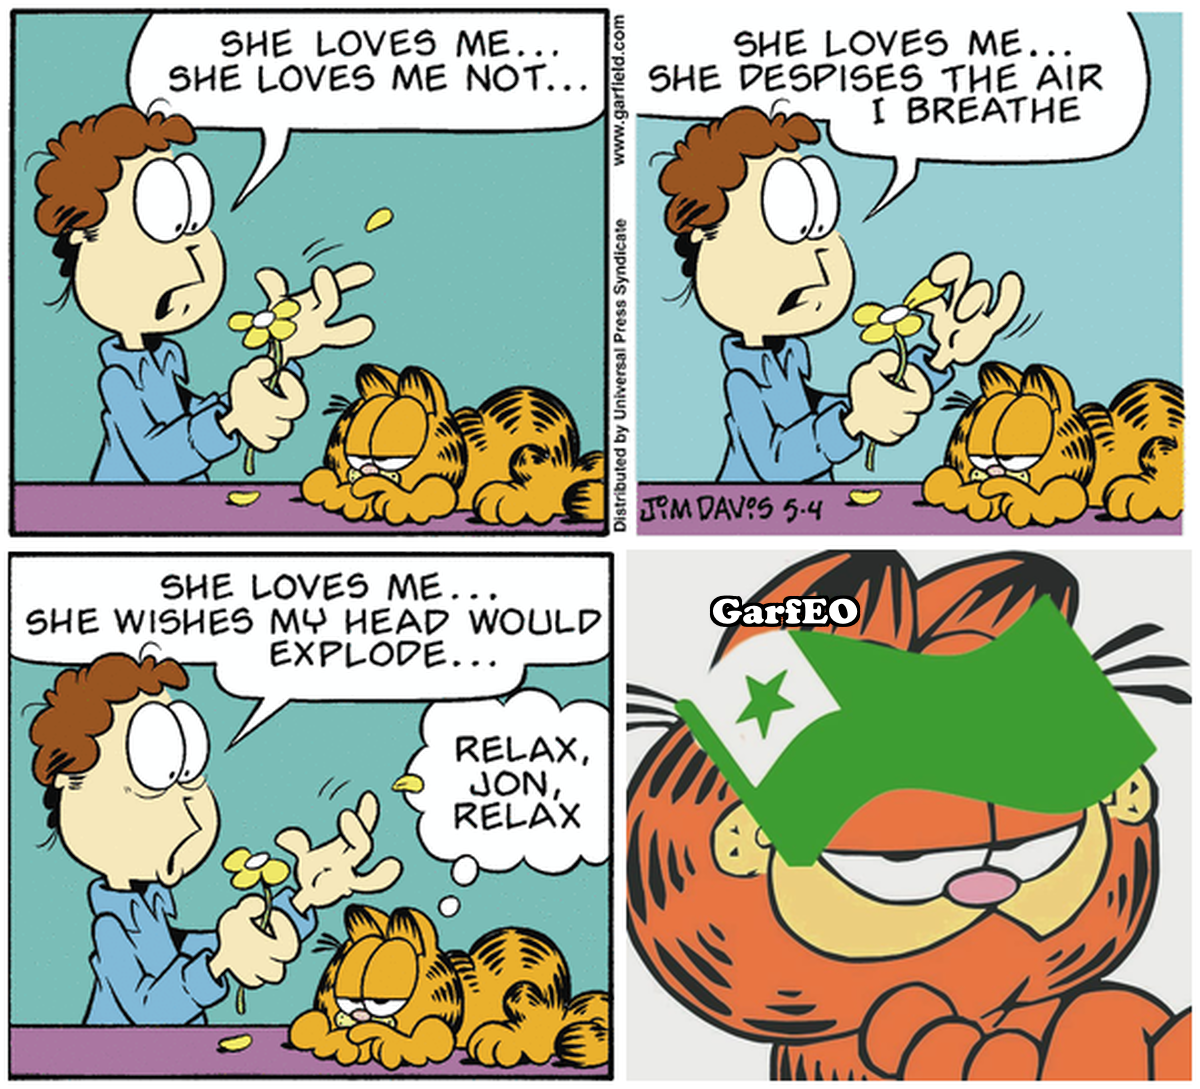 SHE LOVES ME...
SHE LOVES ME NOT...
www.garfield.com
Distributed by Universal Press Syndicate
SHE LOVES ME...
SHE DESPISES THE AIR
I BREATHE
JIM DAVIS 5-4
SHE LOVES ME...
SHE WISHES MY HEAD WOULD
EXPLODE...
RELAX,
JON,
RELAX
GarfEO